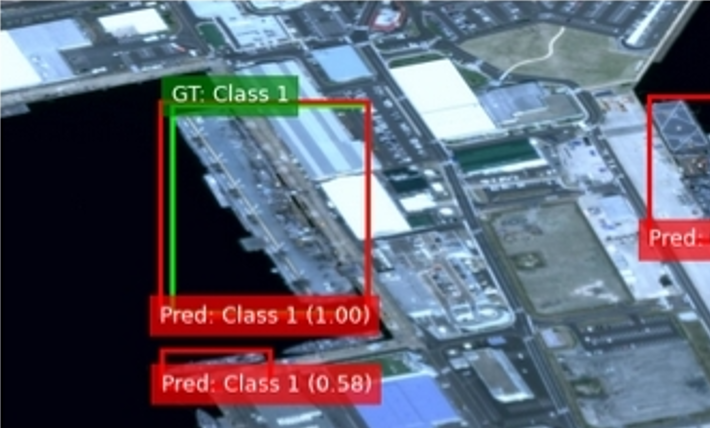 GT: Class 1
Pred:
Pred: Class 1 (1.00)
Pred: Class 1 (0.58)